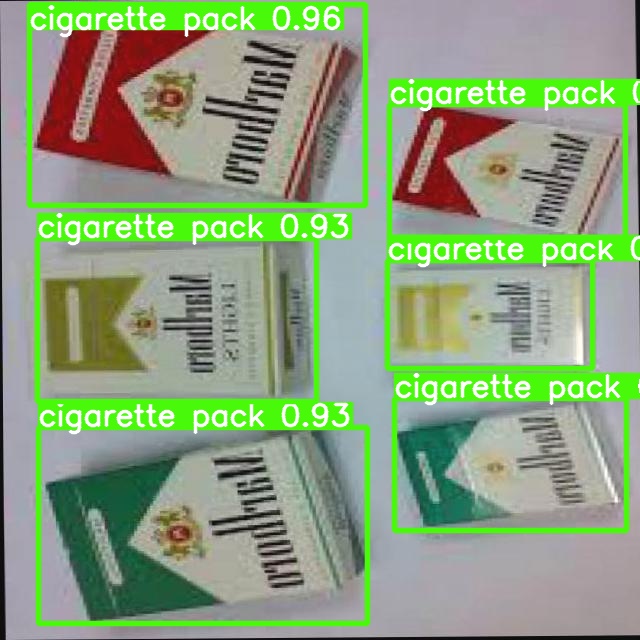 cigarette pack 0.96
Marlboro
cigarette pack 0
Marlboro
cigarette pack 0.93
Marlboro
LIGHTS
cigarette pack 0
Marlboro
LIGHTS
cigarette pack 0.93
Marlboro
cigarette pack
Marlboro